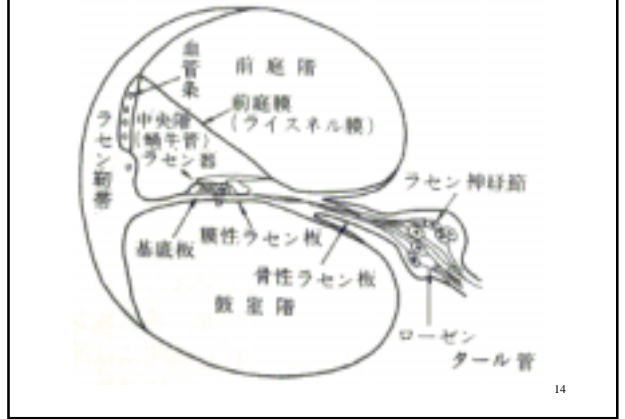 血管条
前庭階
前庭膜
(ライスネル膜)
中央階
(蝸牛管)
ラセン器
ラセン靭帯
ラセン神経節
基底板
膜性ラセン板
骨性ラセン板
鼓室階
ローゼン
タール管
14